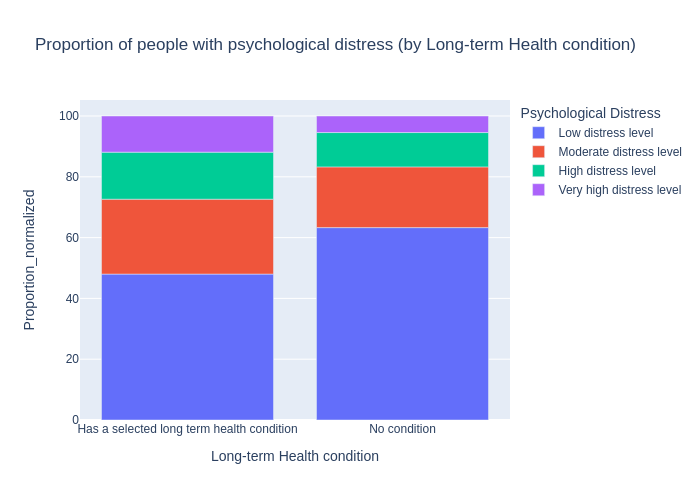 Proportion of people with psychological distress (by Long-term Health condition)
Psychological Distress
Low distress level
Moderate distress level
High distress level
Very high distress level
Proportion_normalized
100
80
60
40
20
0
Has a selected long term health condition
No condition
Long-term Health condition